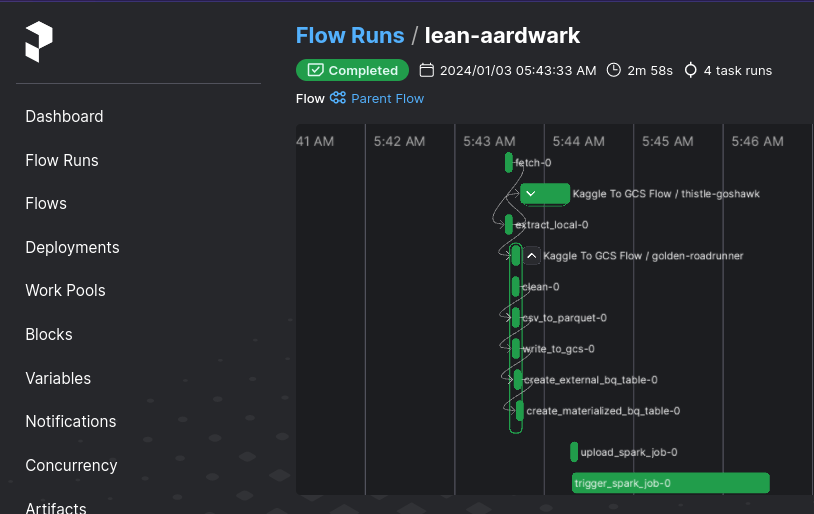 Flow Runs / lean-aardwark
Completed 2024/01/03 05:43:33 AM 2m 58s 4 task runs
Flow Parent Flow
Dashboard
Flow Runs
Flows
Deployments
Work Pools
Blocks
Variables
Notifications
Concurrency
Artifacts
41 AM 5:42 AM 5:43 AM 5:44 AM 5:45 AM 5:46 AM
fetch-0
Kaggle To GCS Flow / thistle-goshawk
extract_local-0
Kaggle To GCS Flow / golden-roadrunner
clean-0
csv_to_parquet-0
write_to_gcs-0
create_external_bq_table-0
create_materialized_bq_table-0
upload_spark_job-0
trigger_spark_job-0